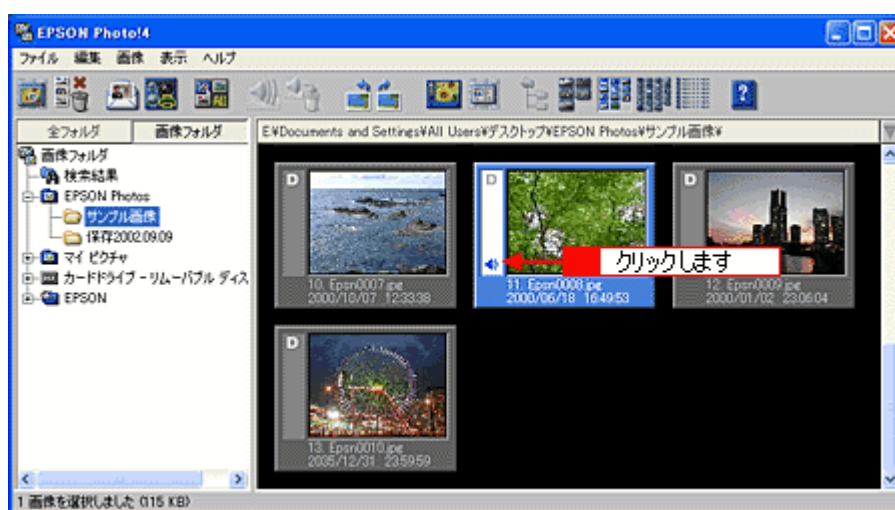 EPSON Photo!4
ファイル 編集 画像 表示 ヘルプ
全フォルダ 画像フォルダ E:¥Documents and Settings¥All Users¥デスクトップ¥EPSON Photos¥サンプル画像¥
画像フォルダ
検索結果
EPSON Photos
サンプル画像
保存2002.09.09
マイ ピクチャ
カードドライブ - リムーバブル ディス
EPSON
D
D
D
クリックします
10. Epsn0007.jpg
2000/10/07 12:33:38
11. Epsn0008.jpg
2000/06/18 16:49:53
12. Epsn0009.jpg
2000/01/02 23:06:04
D
13. Epsn0010.jpg
2035/12/31 23:59:59
1 画像を選択しました (115 KB)